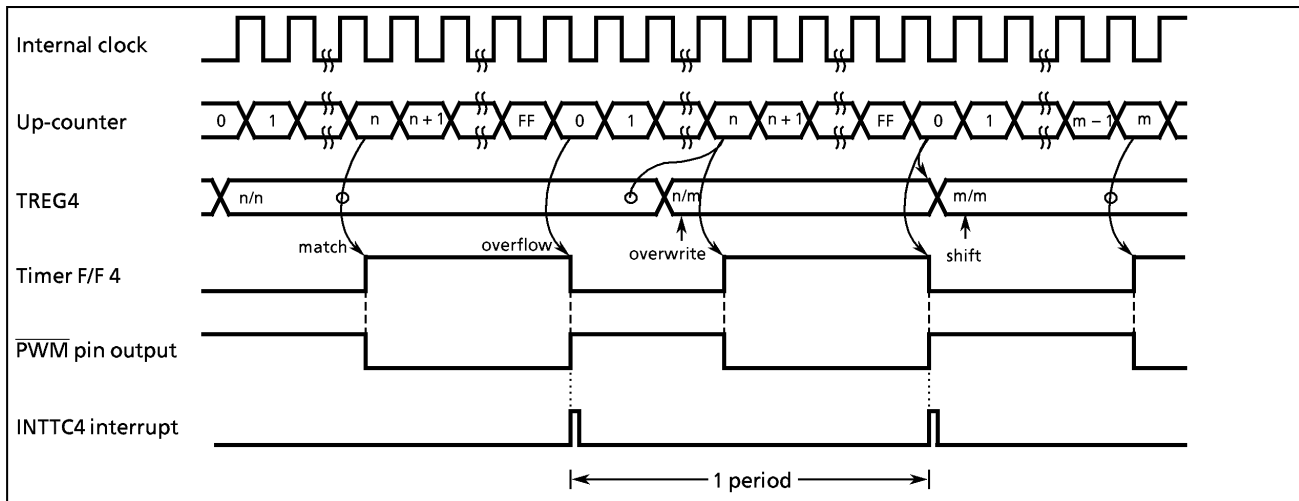 Internal clock
Up-counter 0 1 n n + 1 FF 0 1 n n + 1 FF 0 1 m – 1 m
TREG4 n/n n/m m/m
match overflow overwrite shift
Timer F/F 4
P̅W̅M̅ pin output
INTTC4 interrupt
1 period